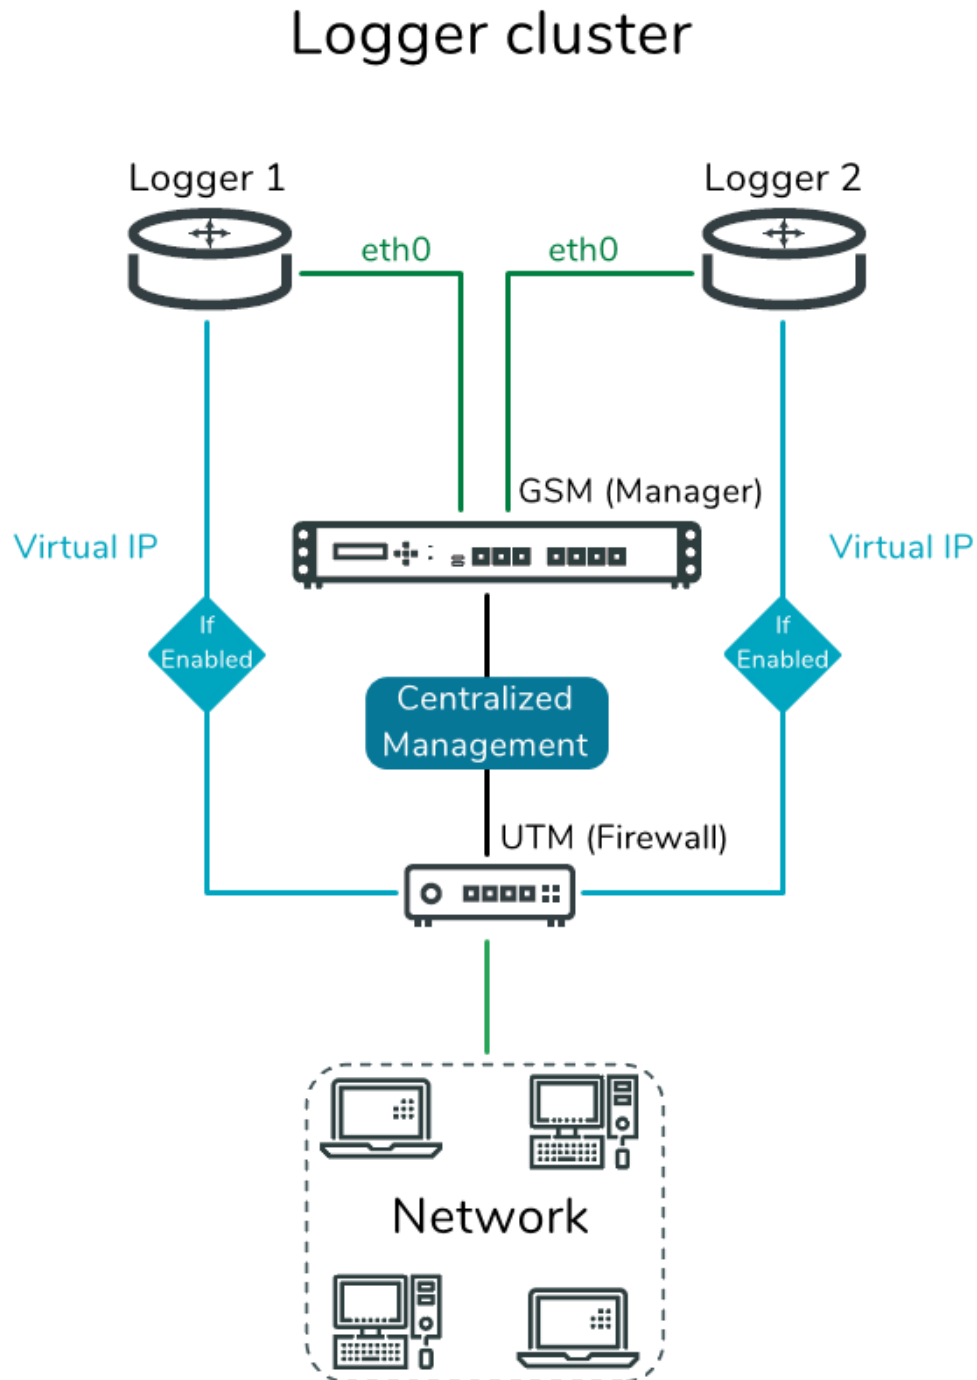 Logger cluster
Logger 1
Logger 2
eth0
eth0
GSM (Manager)
Virtual IP
Virtual IP
If
Enabled
If
Enabled
Centralized
Management
UTM (Firewall)
Network